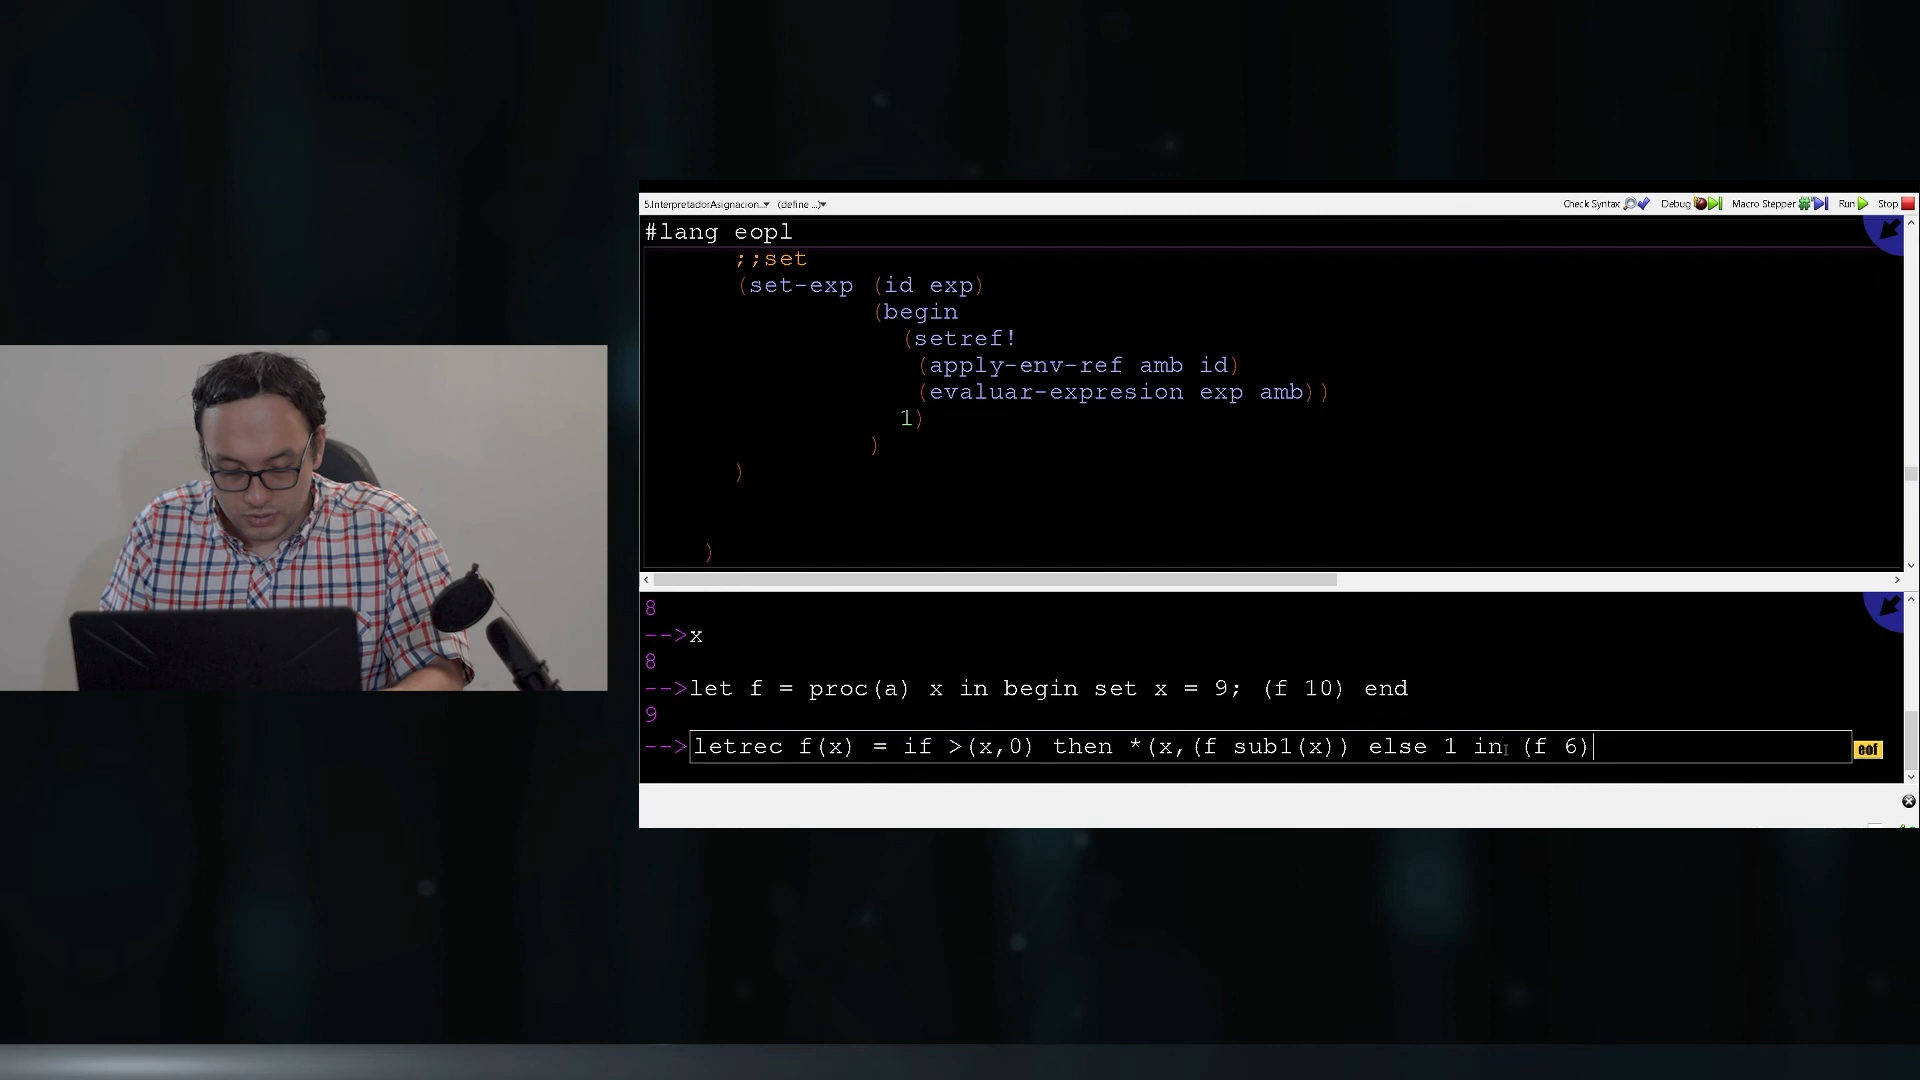 5.InterpretadorAsignacion... (define ...) Check Syntax Debug Macro Stepper Run Stop
#lang eopl
;;set
(set-exp (id exp)
(begin
(setref!
(apply-env-ref amb id)
(evaluar-expresion exp amb))
1)
)
)
)
8
-->x
8
-->let f = proc(a) x in begin set x = 9; (f 10) end
9
-->letrec f(x) = if >(x,0) then *(x,(f sub1(x)) else 1 in (f 6)
eof